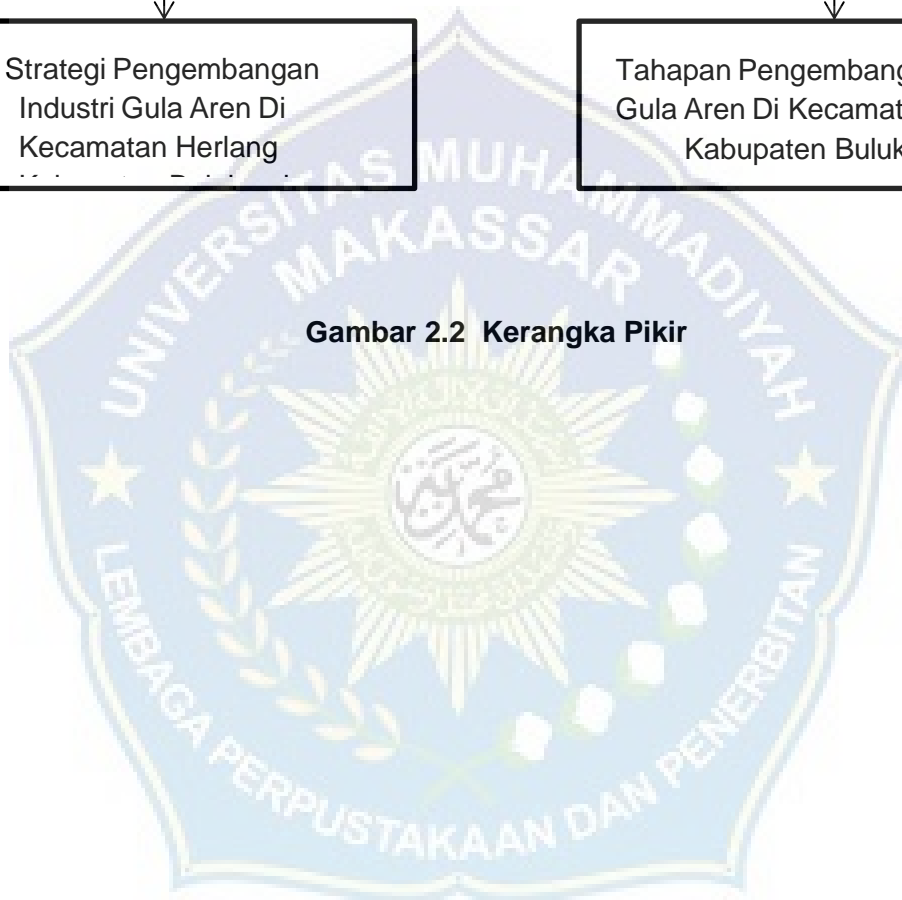 Strategi Pengembangan
Industri Gula Aren Di
Kecamatan Herlang
Tahapan Pengembang
Gula Aren Di Kecamat
Kabupaten Buluk
Gambar 2.2 Kerangka Pikir
UNIVERSITAS MUHAMMADIYAH
MAKASSAR
LEMBAGA PERPUSTAKAAN DAN PENERBITAN